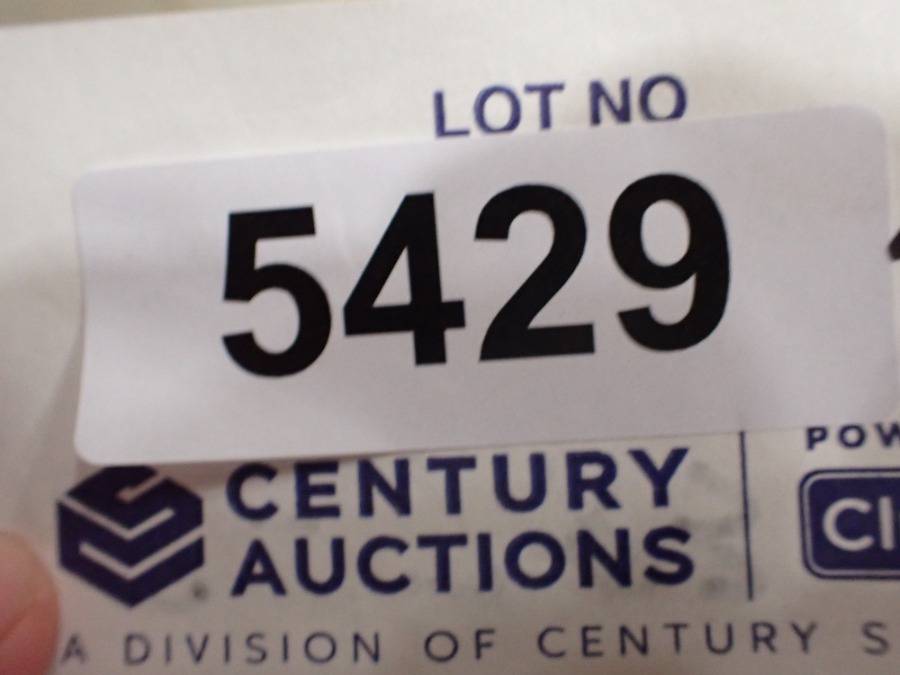 LOT NO
5429
CENTURY
AUCTIONS
A DIVISION OF CENTURY